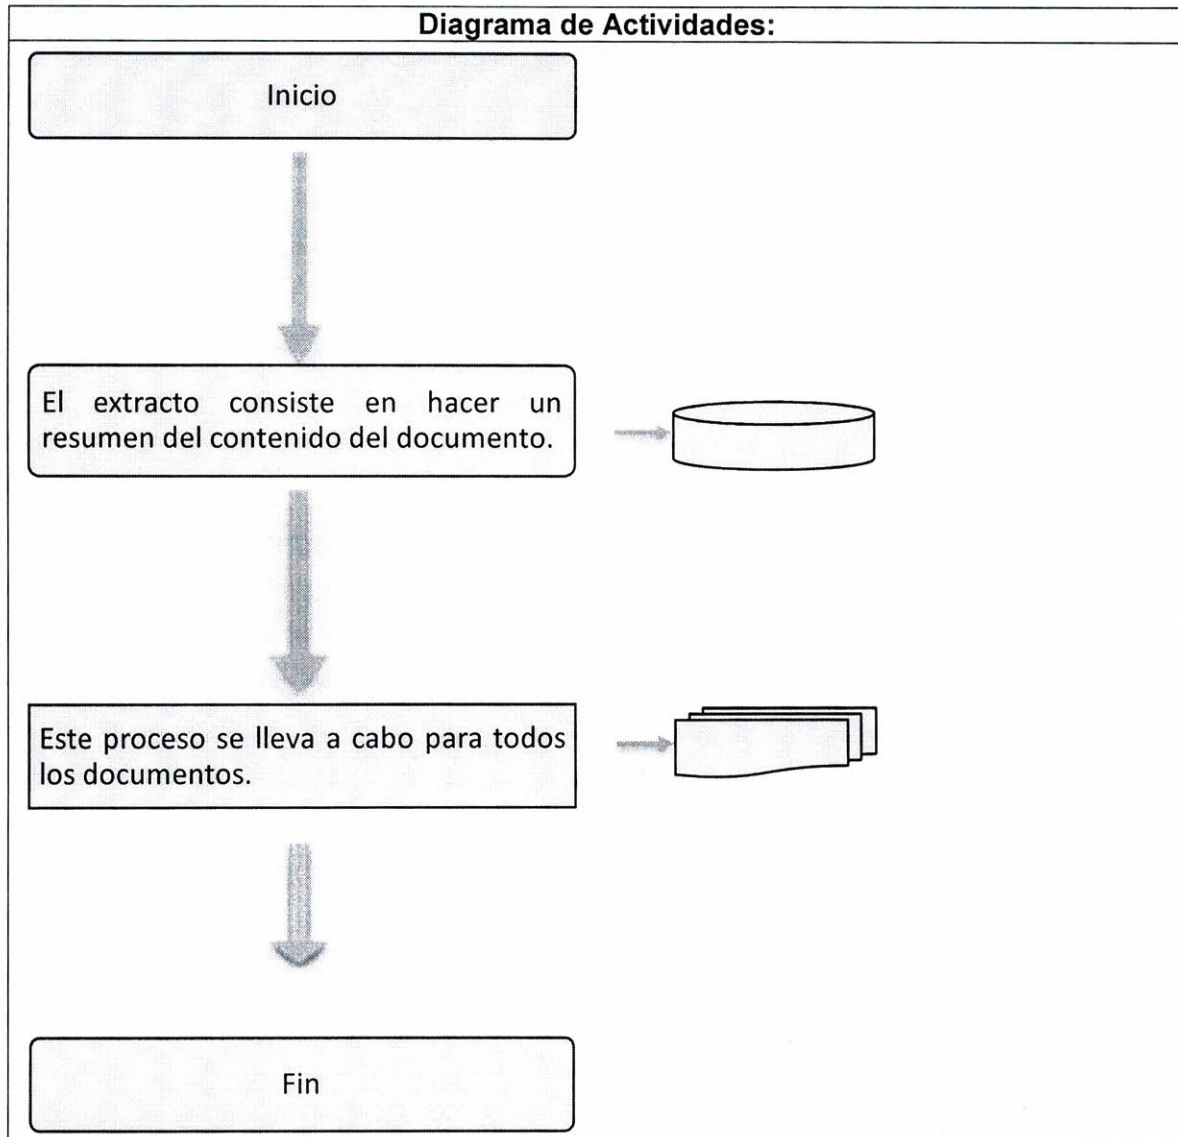 Diagrama de Actividades:
Inicio
El extracto consiste en hacer un
resumen del contenido del documento.
Este proceso se lleva a cabo para todos
los documentos.
Fin